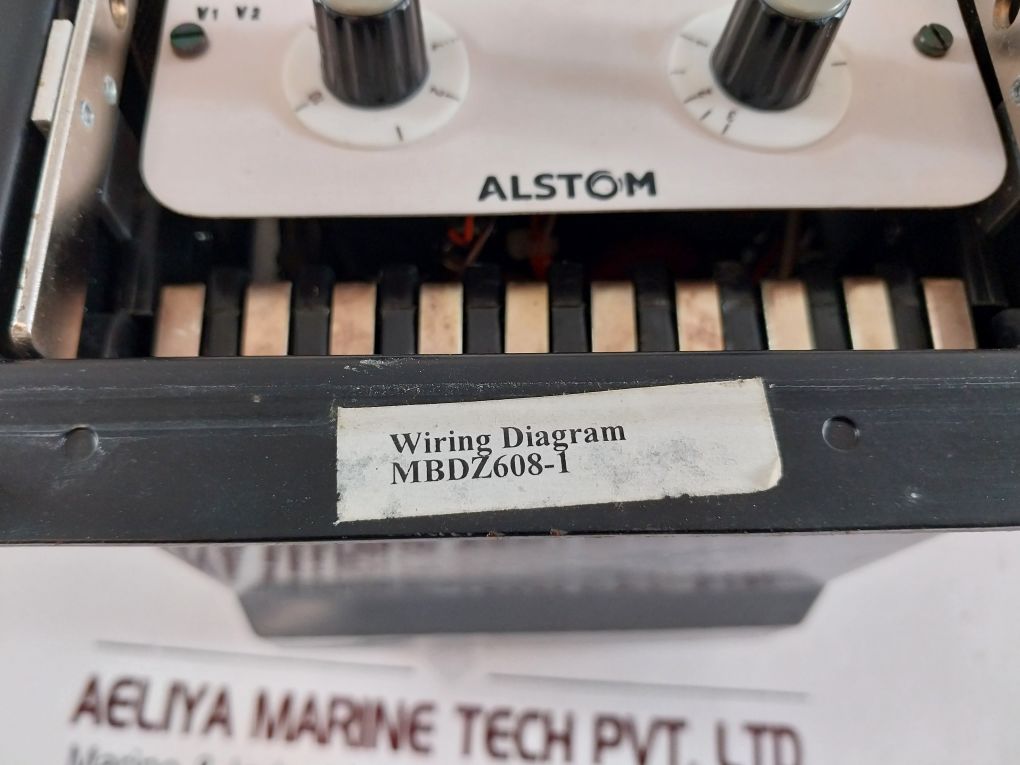 V1 V2
ALSTOM
Wiring Diagram
MBDZ608-1
AELIYA MARINE TECH PVT. LTD